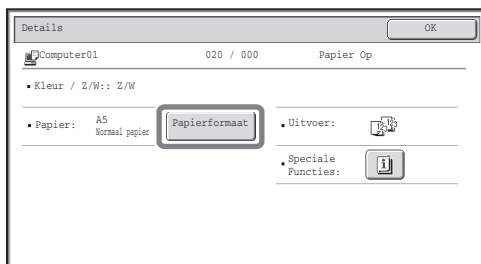 Details
OK
Computer01 020 / 000 Papier Op
Kleur / Z/W:: Z/W
Papier: A5 Normaal papier
Papierformaat
Uitvoer:
Speciale
Functies: